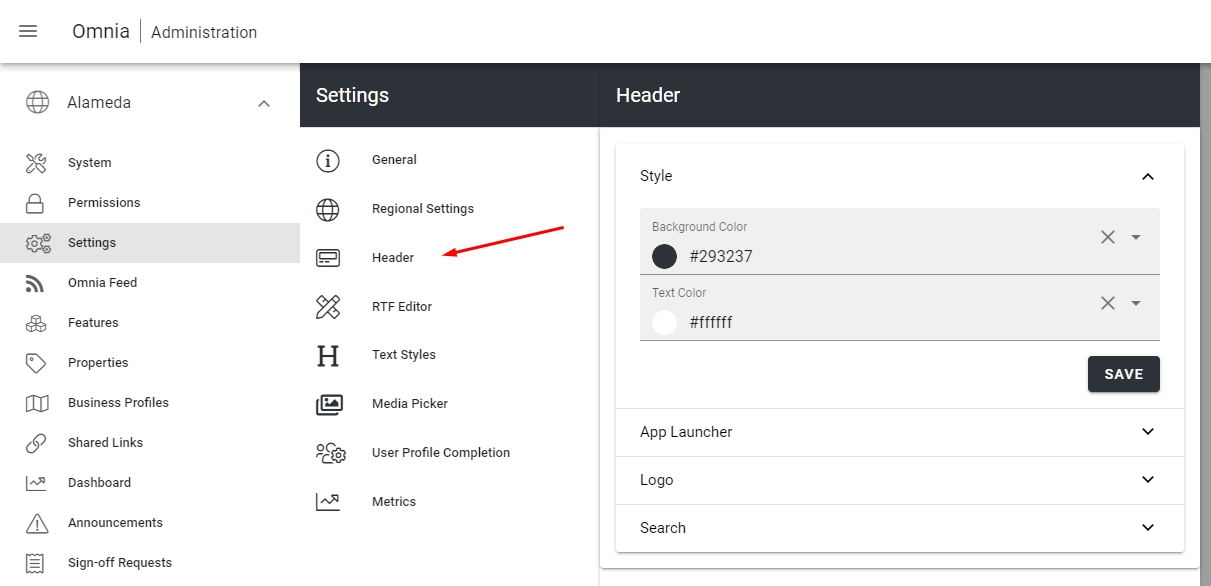 Omnia
Administration
Alameda
System
Permissions
Settings
Omnia Feed
Features
Properties
Business Profiles
Shared Links
Dashboard
Announcements
Sign-off Requests
Settings
General
Regional Settings
Header
RTF Editor
Text Styles
Media Picker
User Profile Completion
Metrics
Header
Style
Background Color
#293237
Text Color
#ffffff
SAVE
App Launcher
Logo
Search